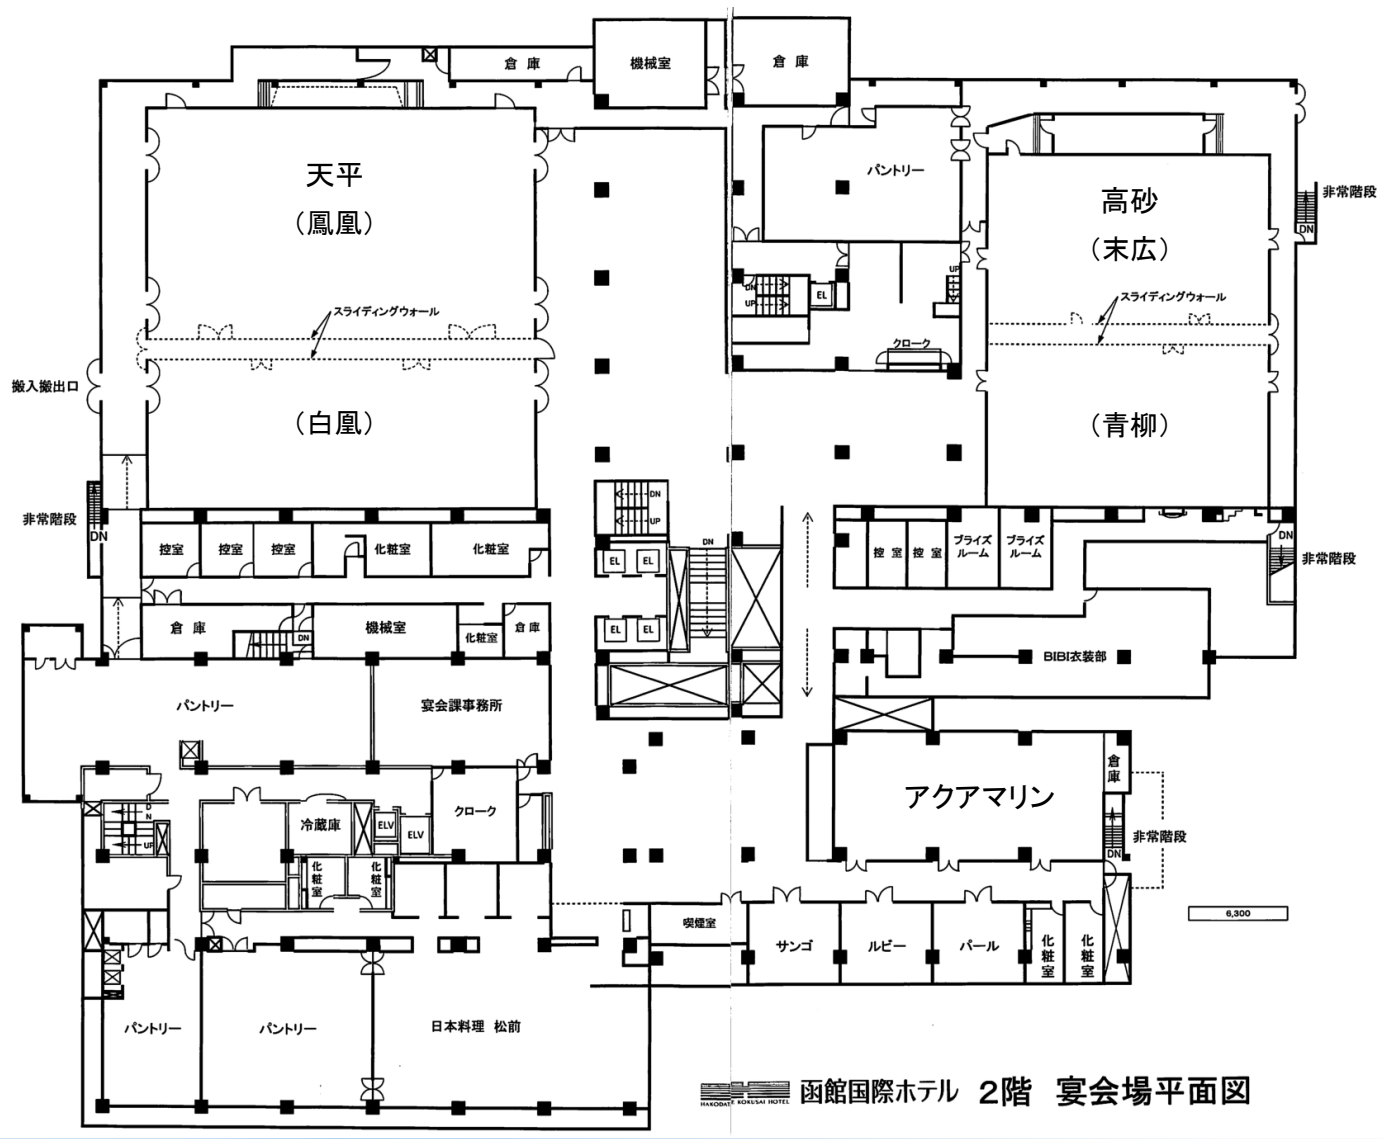 倉庫
機械室
倉庫
天平
（鳳凰）
パントリー
高砂
（末広）
非常階段
DN
スライディングウォール
DN
UP
EL
UP
スライディングウォール
クローク
搬入搬出口
（白凰）
（青柳）
非常階段
DN
DN
UP
控室
控室
控室
化粧室
化粧室
EL
EL
DN
控室
控室
ブライズ
ルーム
ブライズ
ルーム
DN
非常階段
倉庫
DN
機械室
化粧室
倉庫
EL
EL
BIBI衣装部
パントリー
宴会課事務所
アクアマリン
倉庫
非常階段
DN
DN
UP
冷蔵庫
ELV
ELV
クローク
化粧室
化粧室
喫煙室
サンゴ
ルビー
パール
化粧室
化粧室
6,300
パントリー
パントリー
日本料理 松前
HAKODATE KOKUSAI HOTEL
函館国際ホテル 2階 宴会場平面図